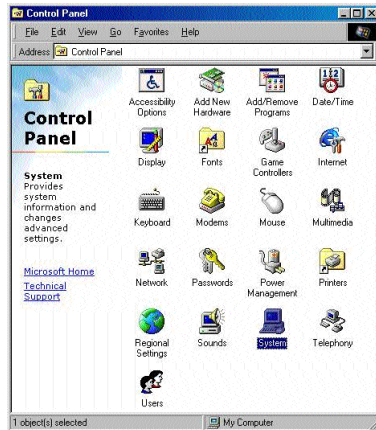 Control Panel
File Edit View Go Favorites Help
Address Control Panel
Control
Panel
System
Provides
system
information and
changes
advanced
settings.
Microsoft Home
Technical
Support
Accessibility
Options
Add New
Hardware
Add/Remove
Programs
Date/Time
Display
Fonts
Game
Controllers
Internet
Keyboard
Modems
Mouse
Multimedia
Network
Passwords
Power
Management
Printers
Regional
Settings
Sounds
System
Telephony
Users
1 object(s) selected
My Computer